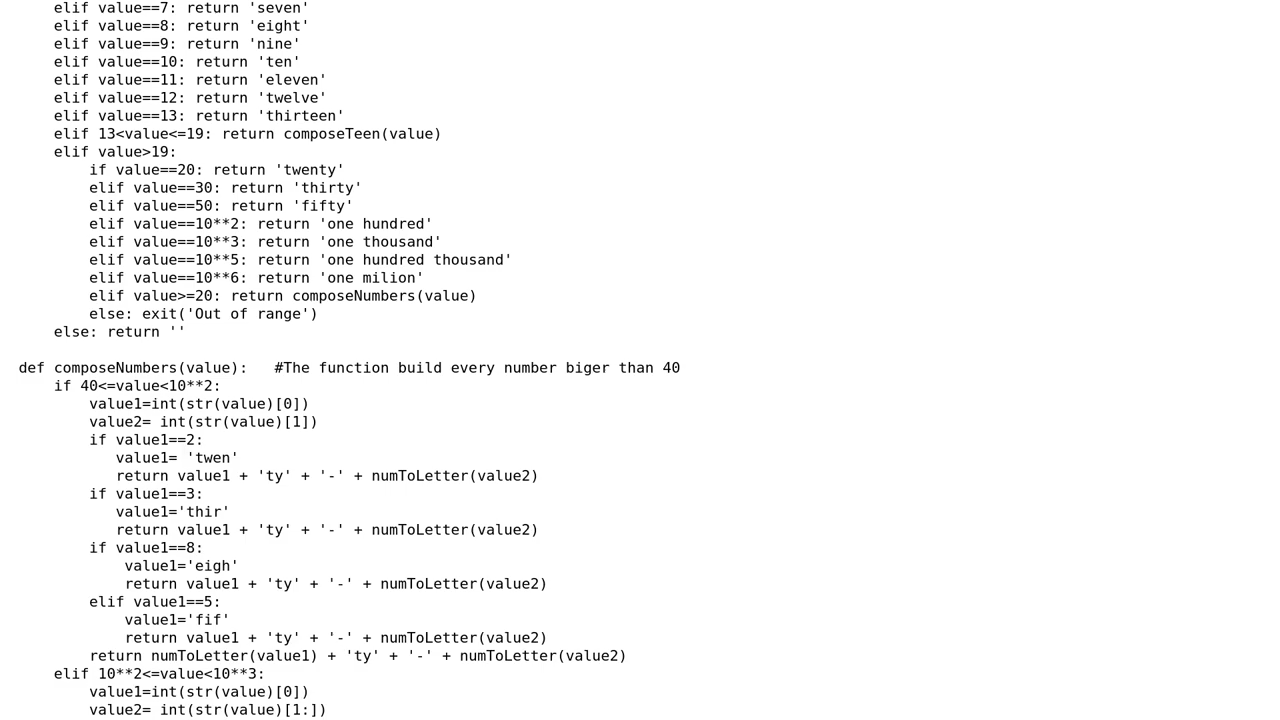 elif value==7: return 'seven'
elif value==8: return 'eight'
elif value==9: return 'nine'
elif value==10: return 'ten'
elif value==11: return 'eleven'
elif value==12: return 'twelve'
elif value==13: return 'thirteen'
elif 13<value<=19: return composeTeen(value)
elif value>19:
if value==20: return 'twenty'
elif value==30: return 'thirty'
elif value==50: return 'fifty'
elif value==10**2: return 'one hundred'
elif value==10**3: return 'one thousand'
elif value==10**5: return 'one hundred thousand'
elif value==10**6: return 'one milion'
elif value>=20: return composeNumbers(value)
else: exit('Out of range')
else: return ''
def composeNumbers(value):   #The function build every number biger than 40
if 40<=value<10**2:
value1=int(str(value)[0])
value2= int(str(value)[1])
if value1==2:
value1= 'twen'
return value1 + 'ty' + '-' + numToLetter(value2)
if value1==3:
value1='thir'
return value1 + 'ty' + '-' + numToLetter(value2)
if value1==8:
value1='eigh'
return value1 + 'ty' + '-' + numToLetter(value2)
elif value1==5:
value1='fif'
return value1 + 'ty' + '-' + numToLetter(value2)
return numToLetter(value1) + 'ty' + '-' + numToLetter(value2)
elif 10**2<=value<10**3:
value1=int(str(value)[0])
value2= int(str(value)[1:])